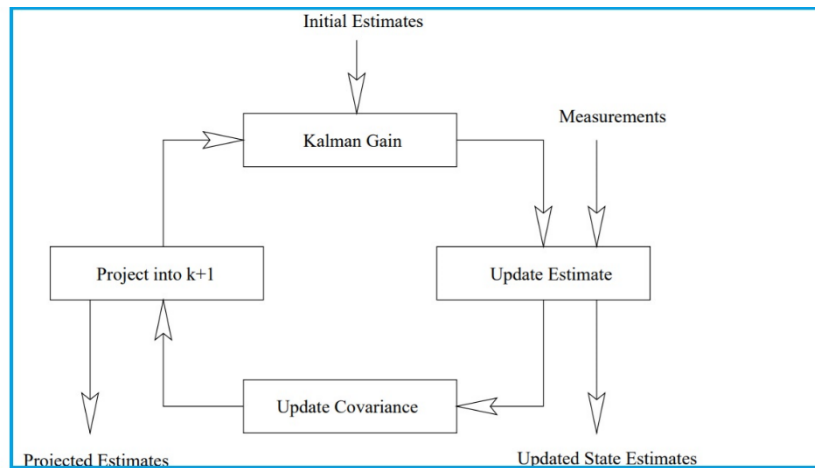 Initial Estimates
Measurements
Kalman Gain
Project into k+1
Update Estimate
Update Covariance
Projected Estimates
Updated State Estimates